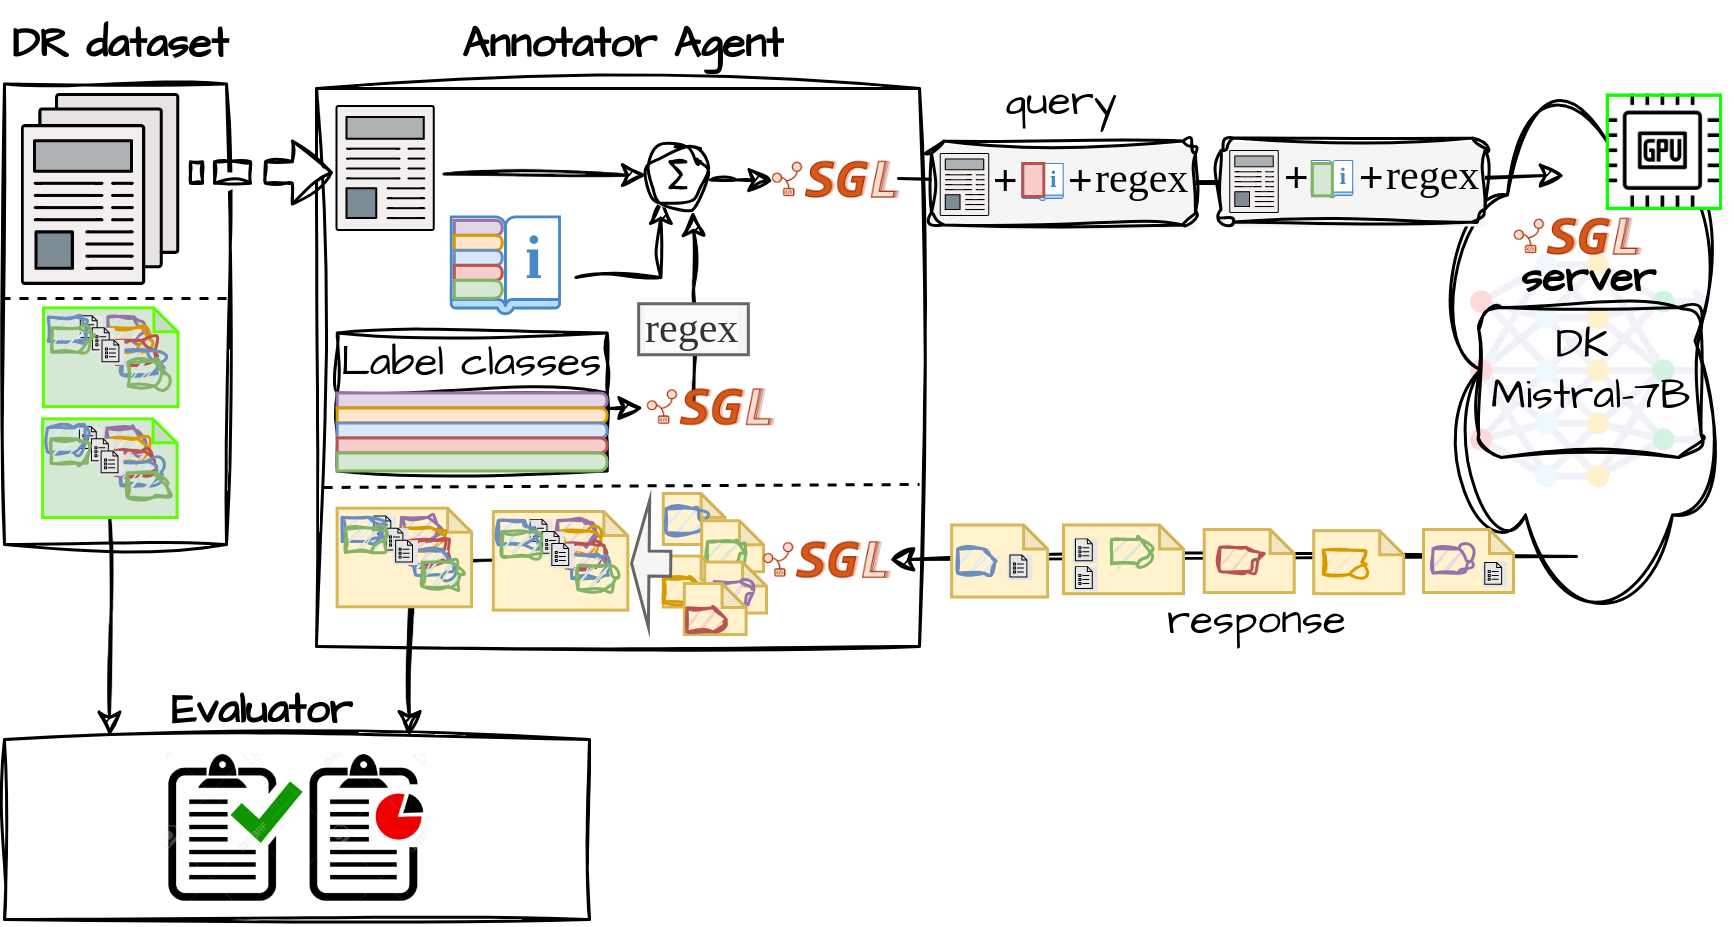 DR dataset
Annotator Agent
query
GPU
Σ
SGL
+ i + regex
+ i + regex
SGL
server
i
regex
DK
Mistral-7B
Label classes
SGL
SGL
response
Evaluator